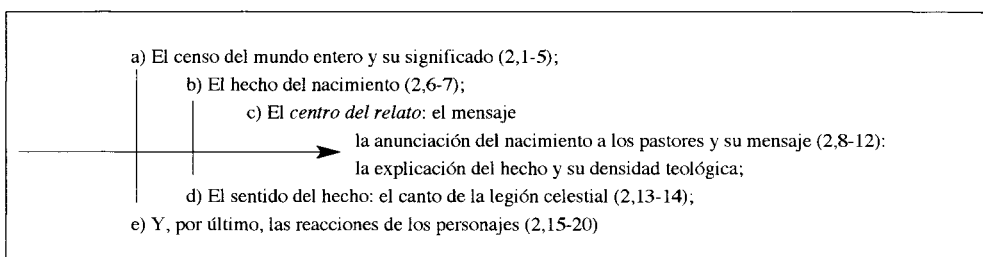 a) El censo del mundo entero y su significado (2,1-5);
b) El hecho del nacimiento (2,6-7);
c) El centro del relato: el mensaje
la anunciación del nacimiento a los pastores y su mensaje (2,8-12):
la explicación del hecho y su densidad teológica;
d) El sentido del hecho: el canto de la legión celestial (2,13-14);
e) Y, por último, las reacciones de los personajes (2,15-20)